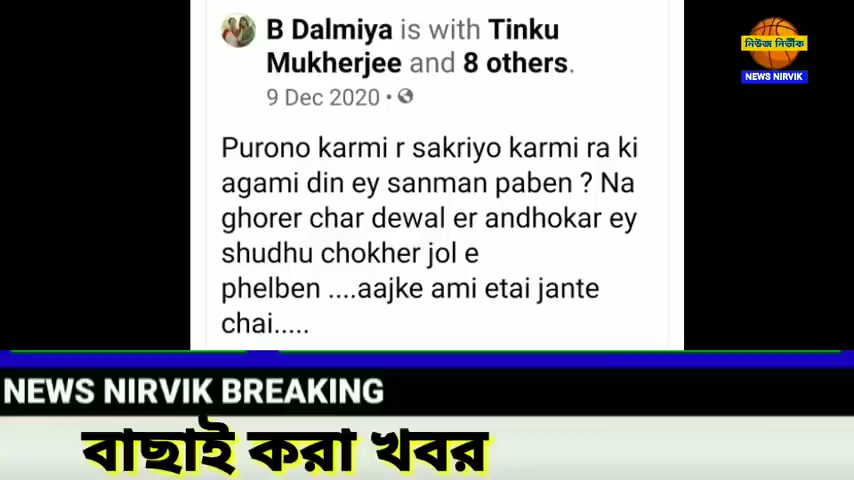 B Dalmiya is with Tinku
Mukherjee and 8 others.
9 Dec 2020 •
Purono karmi r sakriyo karmi ra ki
agami din ey sanman paben ? Na
ghorer char dewal er andhokar ey
shudhu chokher jol e
phelben ....aajke ami etai jante
chai.....
নিউজ নির্ভীক
NEWS NIRVIK
NEWS NIRVIK BREAKING
বাছাই করা খবর